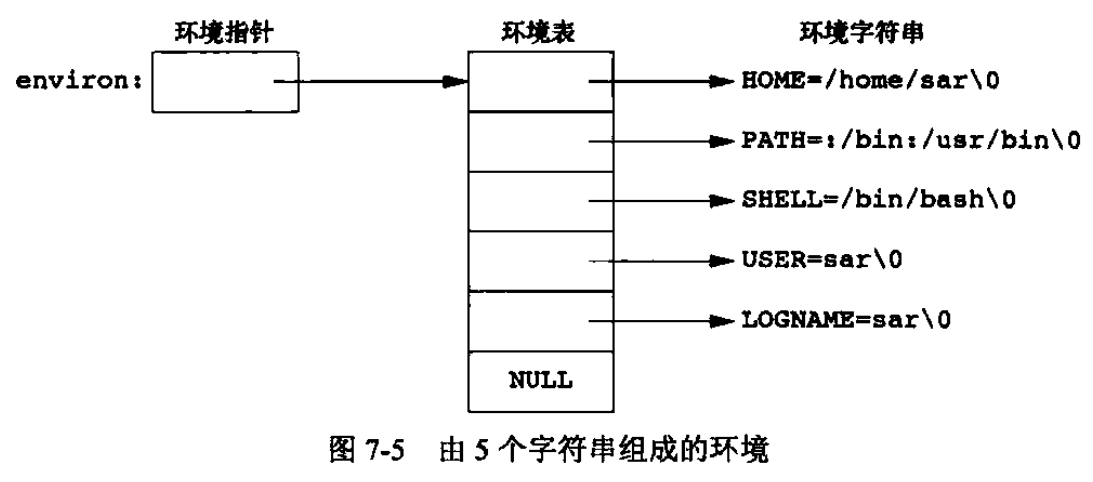 环境指针 环境表 环境字符串
environ: HOME=/home/sar\0
PATH=:/bin:/usr/bin\0
SHELL=/bin/bash\0
USER=sar\0
LOGNAME=sar\0
NULL
图 7-5 由 5 个字符串组成的环境